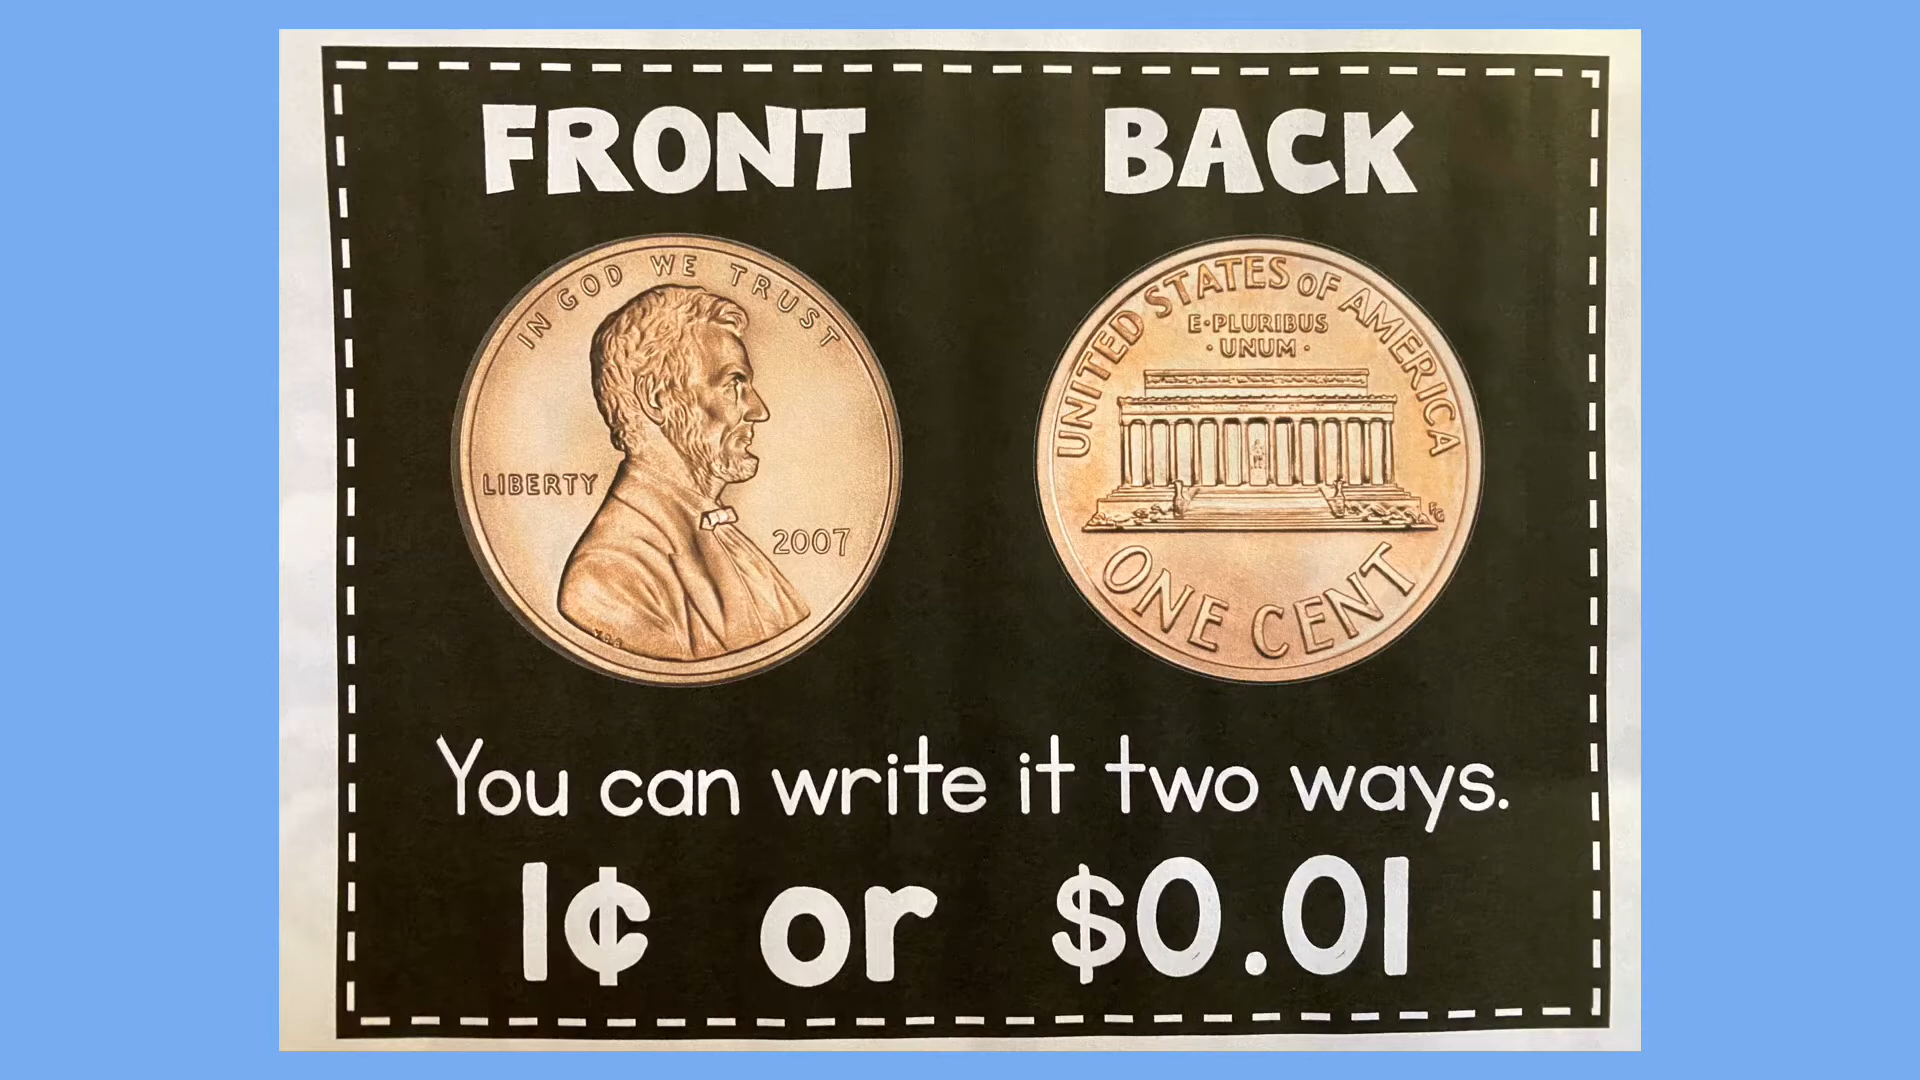 FRONT
BACK
IN GOD WE TRUST
LIBERTY
2007
UNITED STATES OF AMERICA
E·PLURIBUS
·UNUM·
FG
ONE CENT
You can write it two ways.
1¢ or $0.01